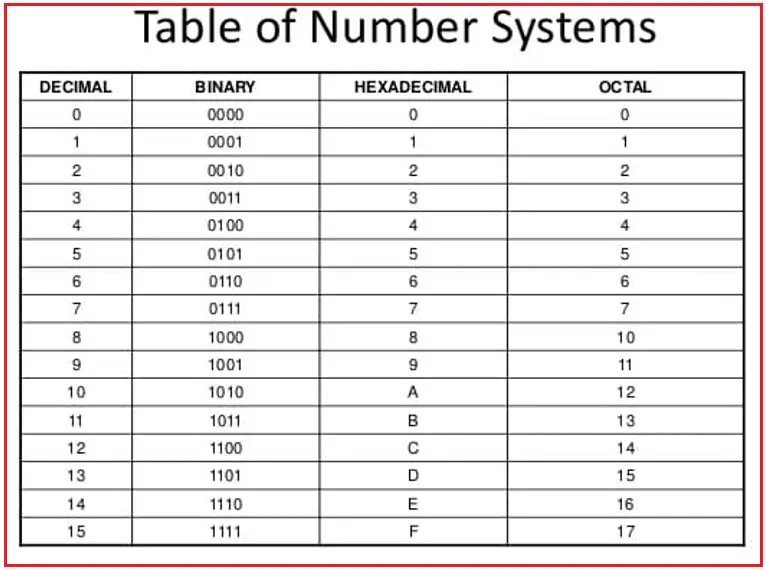 Table of Number Systems
DECIMAL BINARY HEXADECIMAL OCTAL
0 0000 0 0
1 0001 1 1
2 0010 2 2
3 0011 3 3
4 0100 4 4
5 0101 5 5
6 0110 6 6
7 0111 7 7
8 1000 8 10
9 1001 9 11
10 1010 A 12
11 1011 B 13
12 1100 C 14
13 1101 D 15
14 1110 E 16
15 1111 F 17